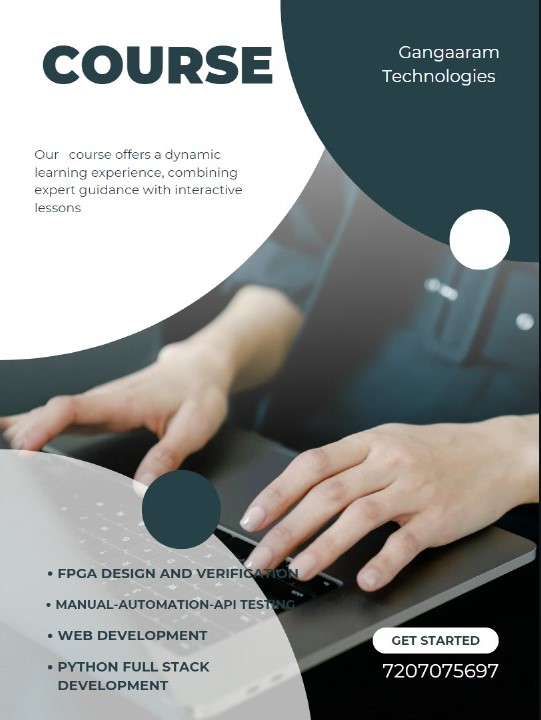 COURSE
Gangaaram
Technologies
Our course offers a dynamic
learning experience, combining
expert guidance with interactive
lessons
• FPGA DESIGN AND VERIFICATION
• MANUAL-AUTOMATION-API TESTING
• WEB DEVELOPMENT
• PYTHON FULL STACK
DEVELOPMENT
GET STARTED
7207075697